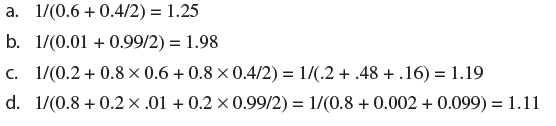 a. 1/(0.6 + 0.4/2) = 1.25
b. 1/(0.01 + 0.99/2) = 1.98
c. 1/(0.2 + 0.8 × 0.6 + 0.8 × 0.4/2) = 1/(.2 + .48 + .16) = 1.19
d. 1/(0.8 + 0.2 × .01 + 0.2 × 0.99/2) = 1/(0.8 + 0.002 + 0.099) = 1.11